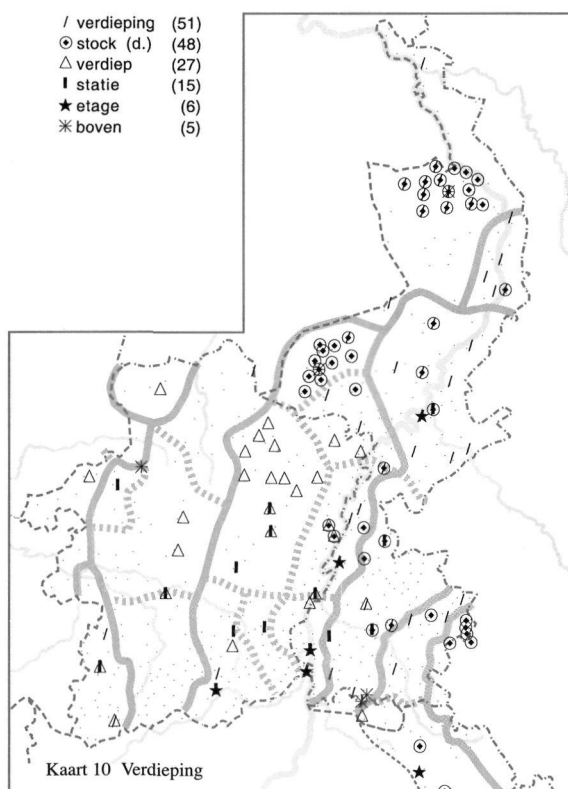 verdieping (51)
stock (d.) (48)
verdiep (27)
statie (15)
etage (6)
boven (5)
Kaart 10 Verdieping